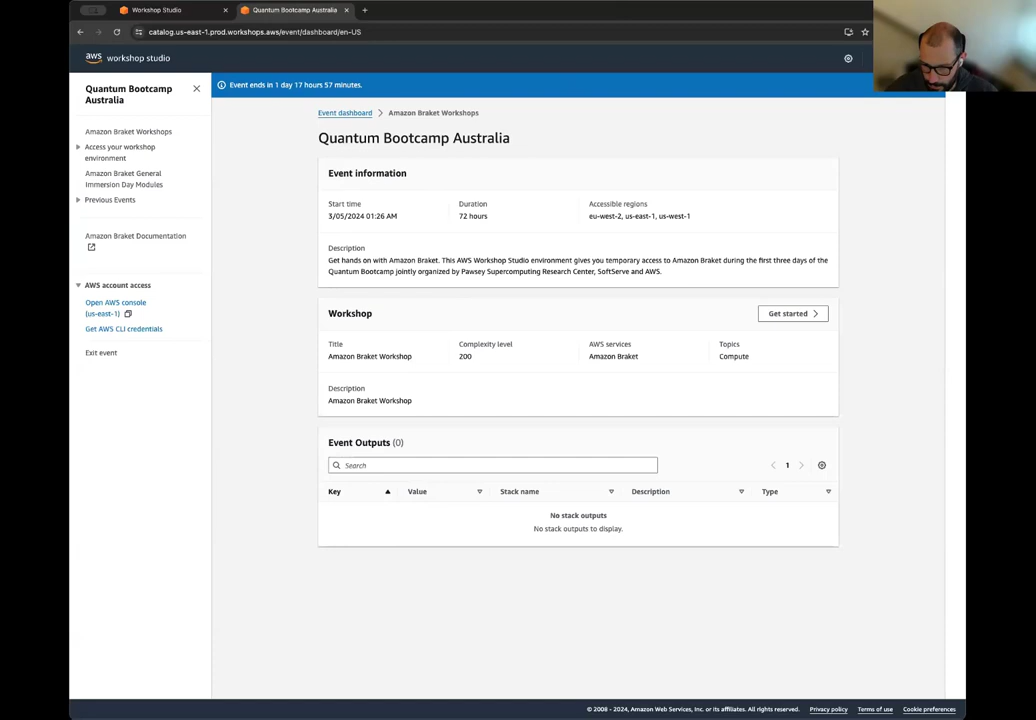 Workshop Studio
Quantum Bootcamp Australia
catalog.us-east-1.prod.workshops.aws/event/dashboard/en-US
aws workshop studio
Quantum Bootcamp
Australia
Amazon Braket Workshops
Access your workshop
environment
Amazon Braket General
Immersion Day Modules
Previous Events
Amazon Braket Documentation
AWS account access
Open AWS console
(us-east-1)
Get AWS CLI credentials
Exit event
Event ends in 1 day 17 hours 57 minutes.
Event dashboard > Amazon Braket Workshops
Quantum Bootcamp Australia
Event information
Start time Duration Accessible regions
3/05/2024 01:26 AM 72 hours eu-west-2, us-east-1, us-west-1
Description
Get hands on with Amazon Braket. This AWS Workshop Studio environment gives you temporary access to Amazon Braket during the first three days of the
Quantum Bootcamp jointly organized by Pawsey Supercomputing Research Center, SoftServe and AWS.
Workshop Get started
Title Complexity level AWS services Topics
Amazon Braket Workshop 200 Amazon Braket Compute
Description
Amazon Braket Workshop
Event Outputs (0)
Search 1
Key Value Stack name Description Type
No stack outputs
No stack outputs to display.
© 2008 - 2024, Amazon Web Services, Inc. or its affiliates. All rights reserved. Privacy policy Terms of use Cookie preferences